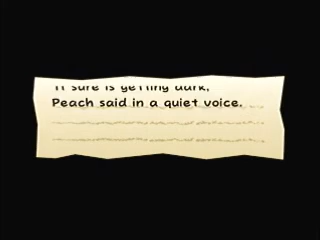 It sure is getting dark,
Peach said in a quiet voice.